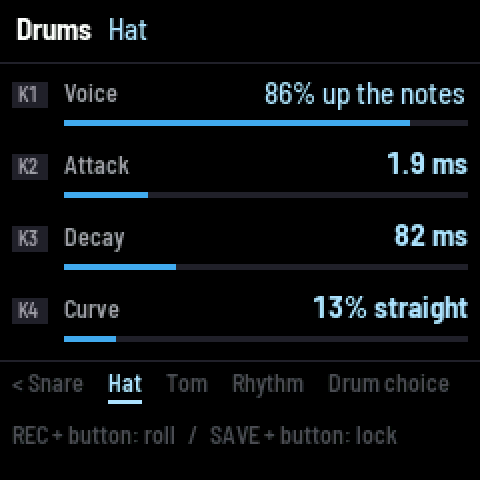 Drums Hat
K1 Voice 86% up the notes
K2 Attack 1.9 ms
K3 Decay 82 ms
K4 Curve 13% straight
< Snare Hat Tom Rhythm Drum choice
REC + button: roll / SAVE + button: lock